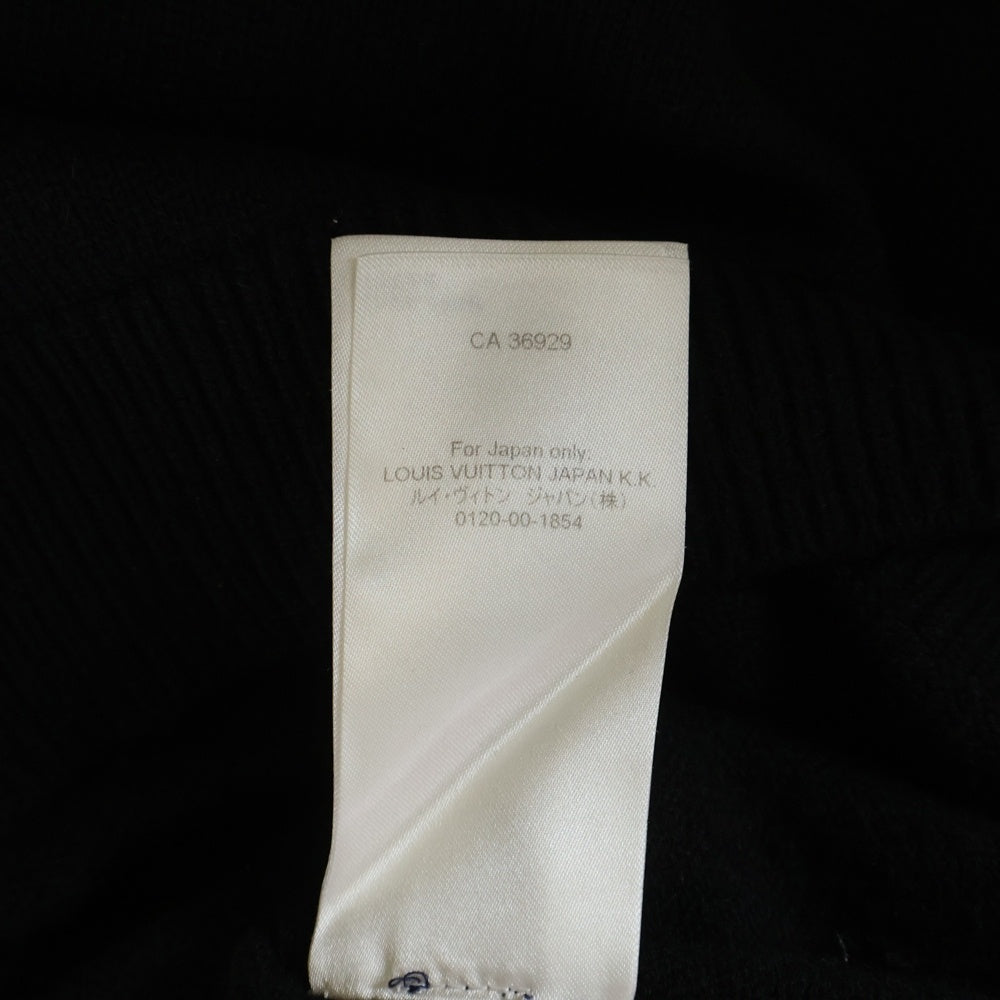 CA 36929
For Japan only:
LOUIS VUITTON JAPAN K.K.
ルイ・ヴィトン ジャパン(株)
0120-00-1854